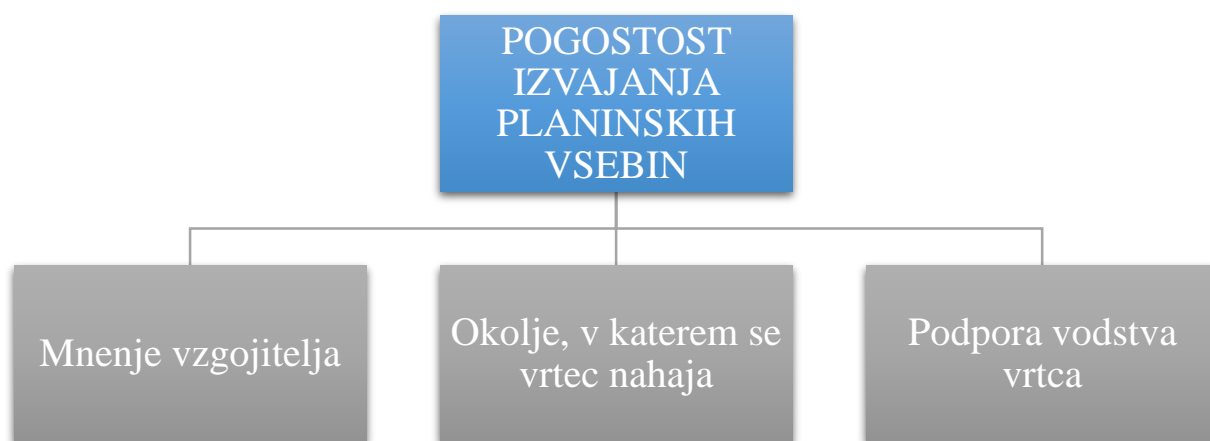 POGOSTOST
IZVAJANJA
PLANINSKIH
VSEBIN
Mnenje vzgojitelja
Okolje, v katerem se
vrtec nahaja
Podpora vodstva
vrtca